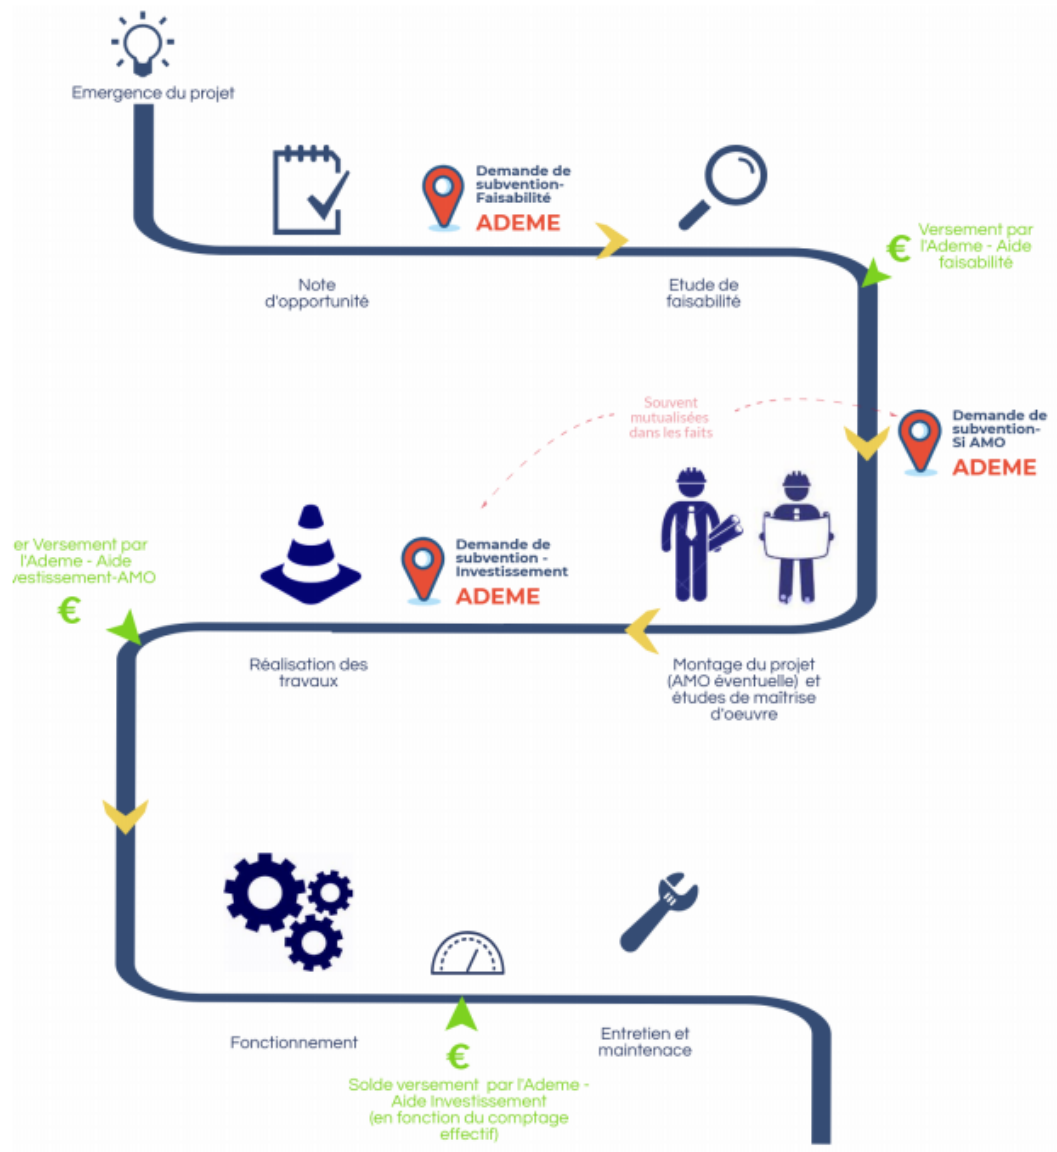 Emergence du projet
Demande de
subvention-
Faisabilité
ADEME
Note
d'opportunité
Etude de
faisabilité
€
Versement par
l'Ademe - Aide
faisabilité
Souvent
mutualisées
dans les faits
Demande de
subvention-
Si AMO
ADEME
er Versement par
l'Ademe - Aide
vestissement-AMO
€
Demande de
subvention -
Investissement
ADEME
Réalisation des
travaux
Montage du projet
(AMO éventuelle) et
études de maîtrise
d'oeuvre
Fonctionnement
Entretien et
maintenace
€
Solde versement par l'Ademe -
Aide Investissement
(en fonction du comptage
effectif)